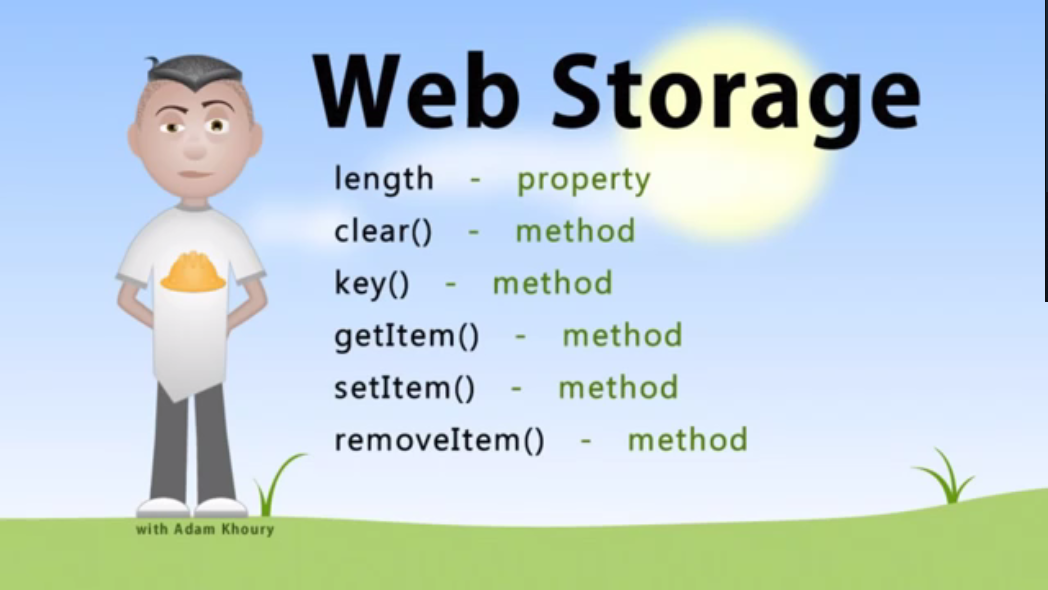 Web Storage
length - property
clear() - method
key() - method
getItem() - method
setItem() - method
removeItem() - method
with Adam Khoury